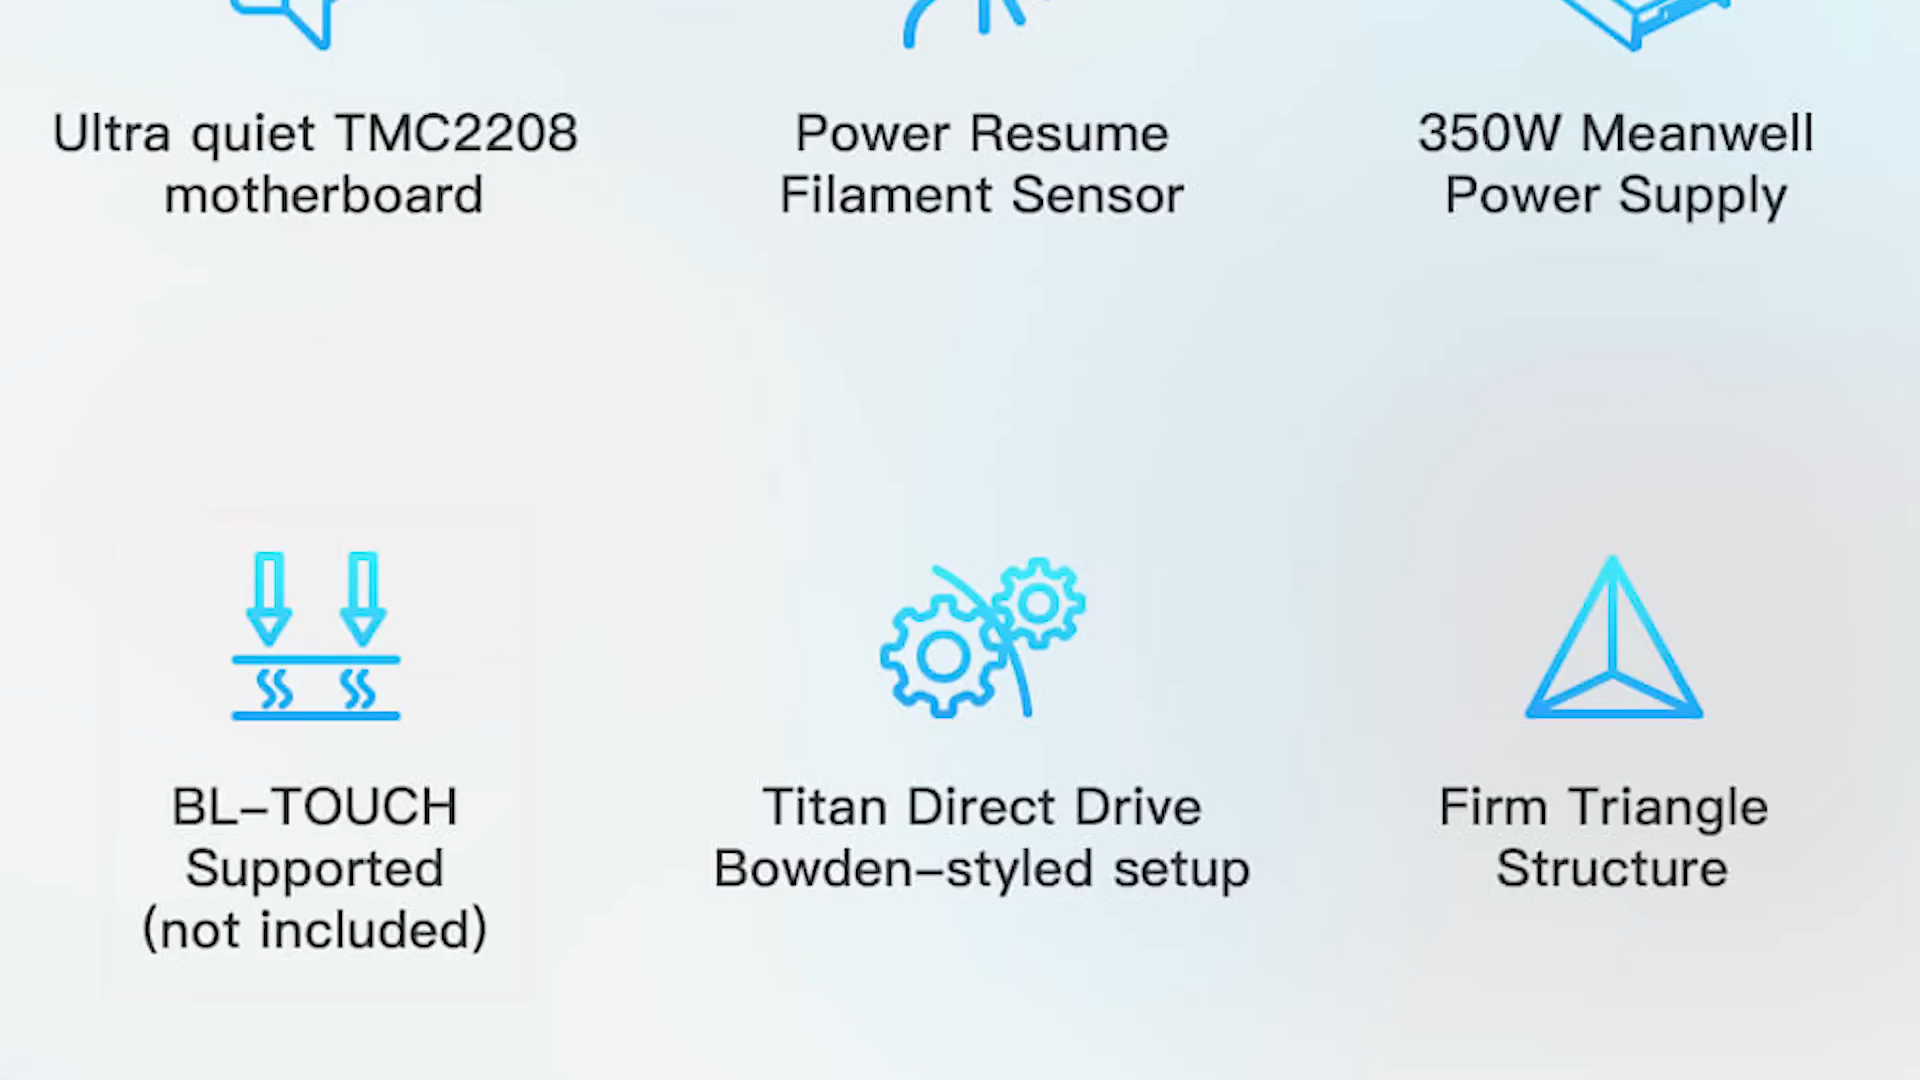 Ultra quiet TMC2208
motherboard
Power Resume
Filament Sensor
350W Meanwell
Power Supply
BL-TOUCH
Supported
(not included)
Titan Direct Drive
Bowden-styled setup
Firm Triangle
Structure